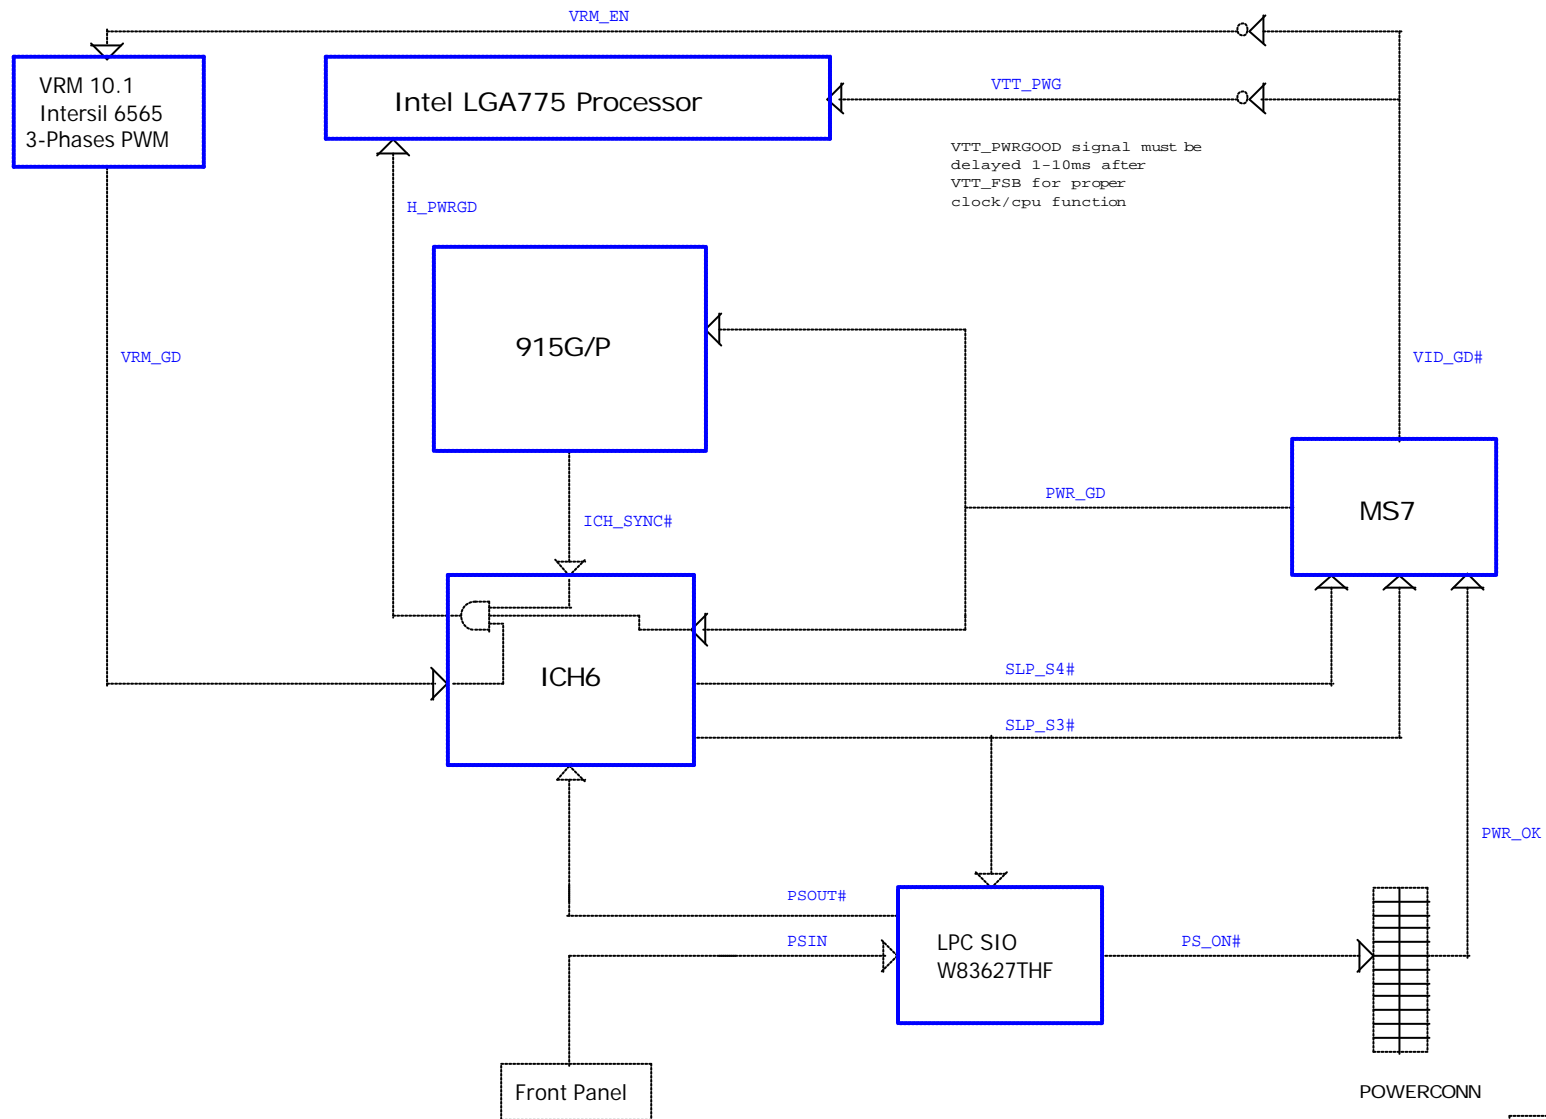 VRM_EN
VRM 10.1
Intersil 6565
3-Phases PWM
Intel LGA775 Processor
VTT_PWG
VTT_PWRGOOD signal must be
delayed 1-10ms after
VTT_FSB for proper
clock/cpu function
H_PWRGD
915G/P
VRM_GD
VID_GD#
PWR_GD
MS7
ICH_SYNC#
ICH6
SLP_S4#
SLP_S3#
PWR_OK
PSOUT#
PSIN
LPC SIO
W83627THF
PS_ON#
Front Panel
POWERCONN